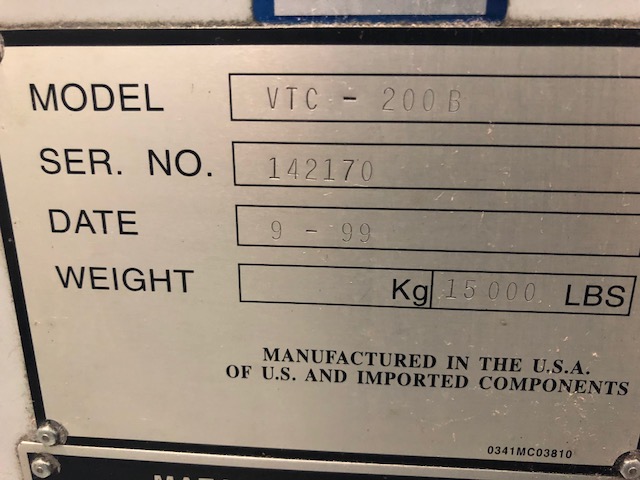 MODEL VTC - 200B
SER. NO. 142170
DATE 9 - 99
WEIGHT Kg 15000 LBS
MANUFACTURED IN THE U.S.A.
OF U.S. AND IMPORTED COMPONENTS
0341MC03810